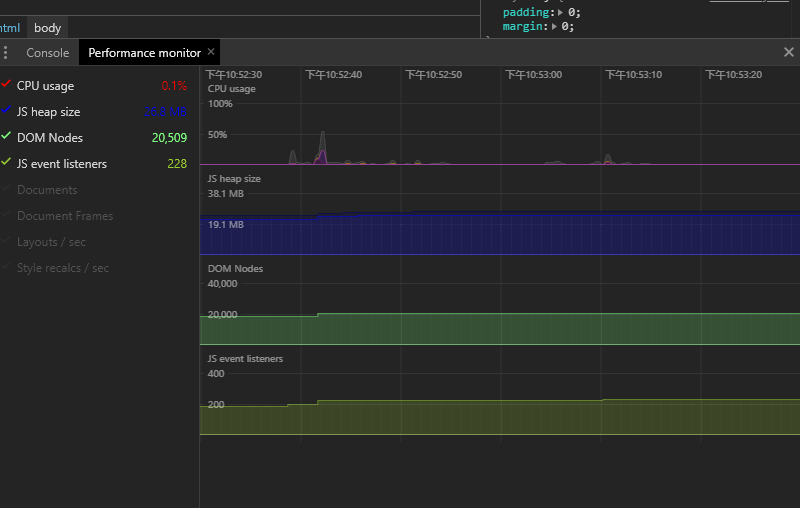 padding: 0;
html
body
margin: 0;
Console
Performance monitor
CPU usage
0.1%
JS heap size
DOM Nodes
20,509
JS event listeners
228
Documents
Document Frames
Layouts / sec
Style recalcs / sec
下午10:52:30 下午10:52:40 下午10:52:50 下午10:53:00 下午10:53:10 下午10:53:20
CPU usage
100%
50%
JS heap size
38.1 MB
19.1 MB
DOM Nodes
40,000
20,000
JS event listeners
400
200